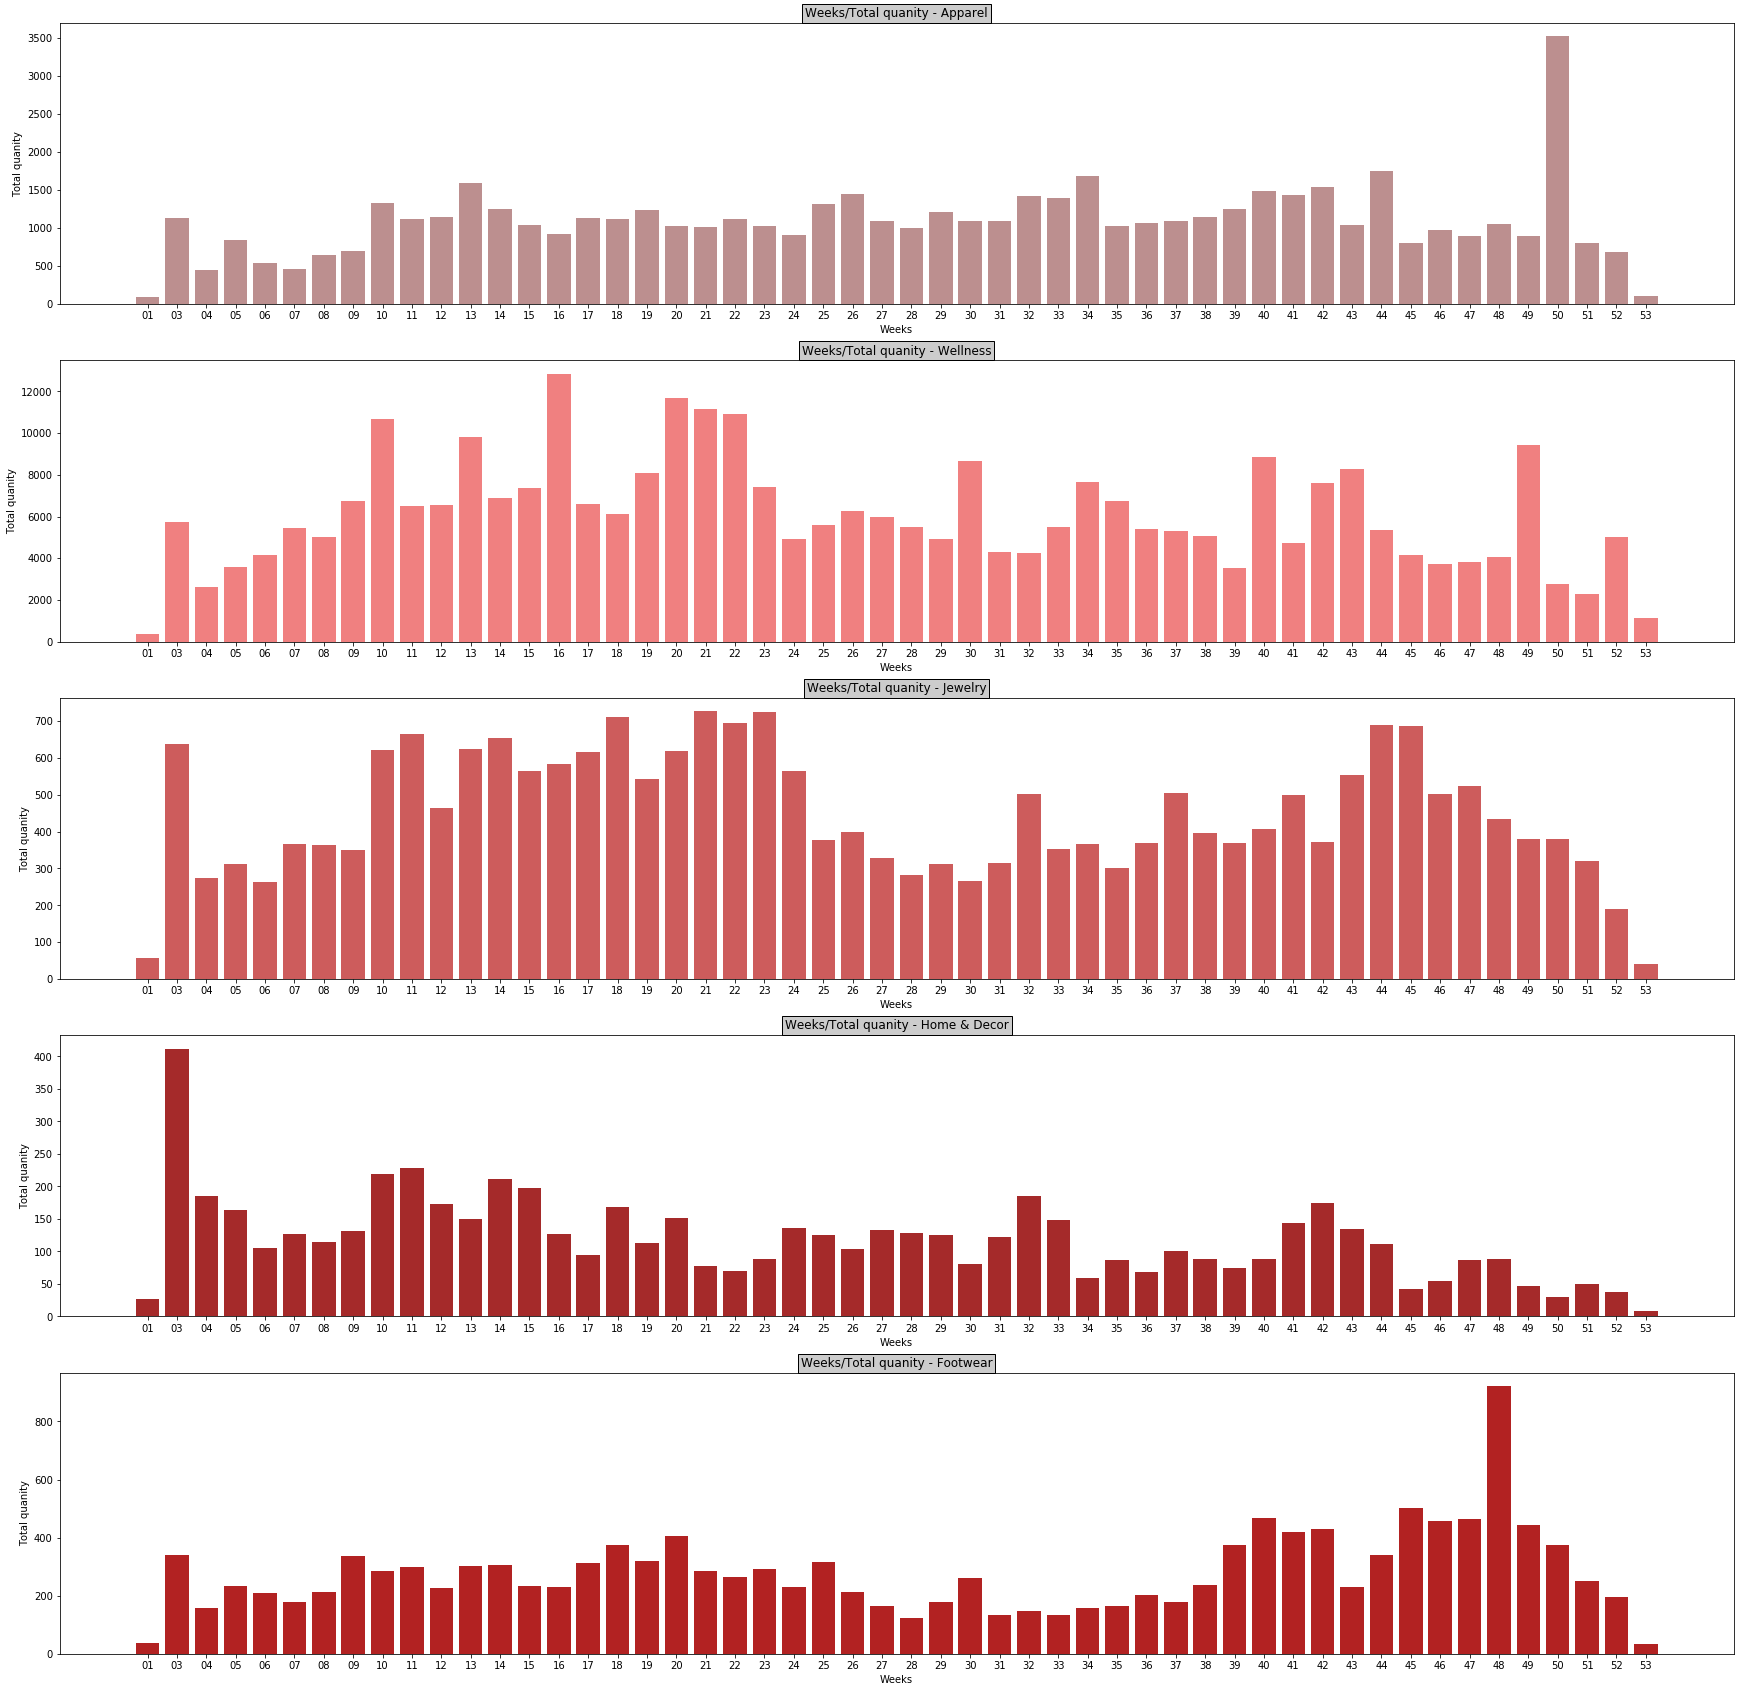 Weeks/Total quanity - Apparel
3500
3000
2500
2000
1500
1000
500
0
Total quanity
01 03 04 05 06 07 08 09 10 11 12 13 14 15 16 17 18 19 20 21 22 23 24 25 26 27 28 29 30 31 32 33 34 35 36 37 38 39 40 41 42 43 44 45 46 47 48 49 50 51 52 53
Weeks
Weeks/Total quanity - Wellness
12000
10000
8000
6000
4000
2000
0
Total quanity
01 03 04 05 06 07 08 09 10 11 12 13 14 15 16 17 18 19 20 21 22 23 24 25 26 27 28 29 30 31 32 33 34 35 36 37 38 39 40 41 42 43 44 45 46 47 48 49 50 51 52 53
Weeks
Weeks/Total quanity - Jewelry
700
600
500
400
300
200
100
0
Total quanity
01 03 04 05 06 07 08 09 10 11 12 13 14 15 16 17 18 19 20 21 22 23 24 25 26 27 28 29 30 31 32 33 34 35 36 37 38 39 40 41 42 43 44 45 46 47 48 49 50 51 52 53
Weeks
Weeks/Total quanity - Home & Decor
400
350
300
250
200
150
100
50
0
Total quanity
01 03 04 05 06 07 08 09 10 11 12 13 14 15 16 17 18 19 20 21 22 23 24 25 26 27 28 29 30 31 32 33 34 35 36 37 38 39 40 41 42 43 44 45 46 47 48 49 50 51 52 53
Weeks
Weeks/Total quanity - Footwear
800
600
400
200
0
Total quanity
01 03 04 05 06 07 08 09 10 11 12 13 14 15 16 17 18 19 20 21 22 23 24 25 26 27 28 29 30 31 32 33 34 35 36 37 38 39 40 41 42 43 44 45 46 47 48 49 50 51 52 53
Weeks